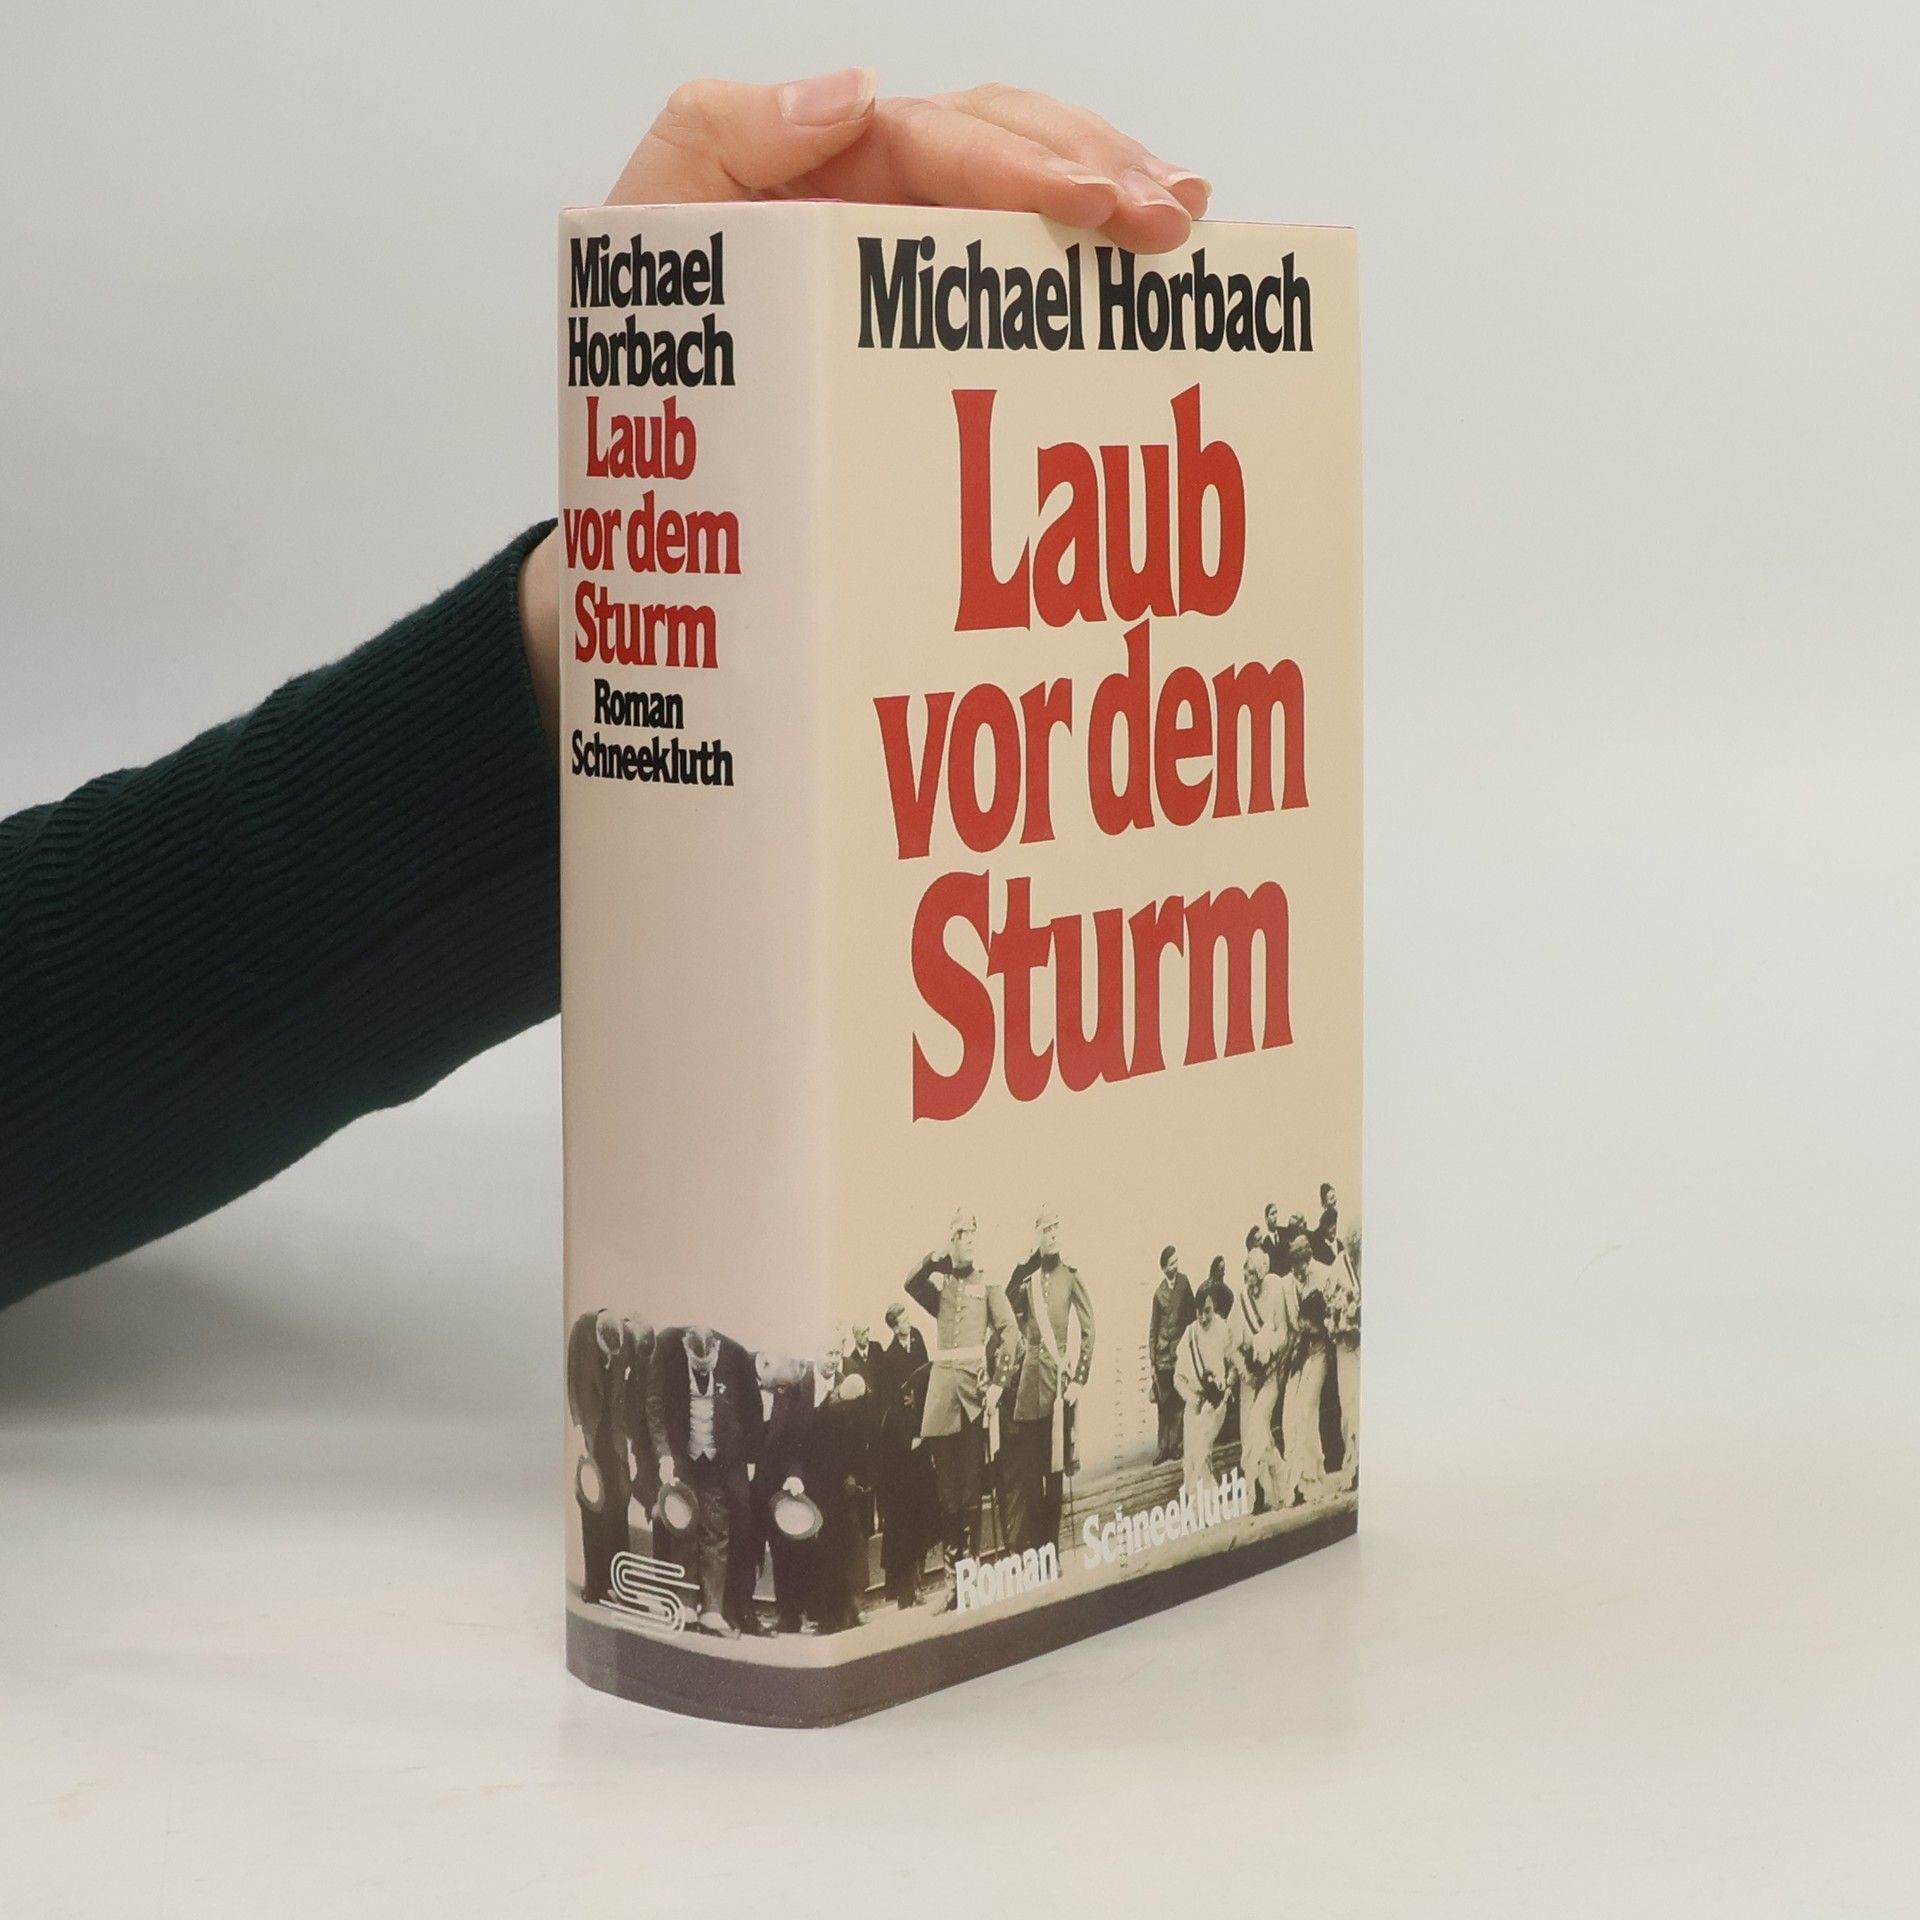 Michael
Horbach
Laub
vor dem
Sturm
Roman
Schneekluth
Michael Horbach
Laub
vor dem
Sturm
Roman Schneekluth